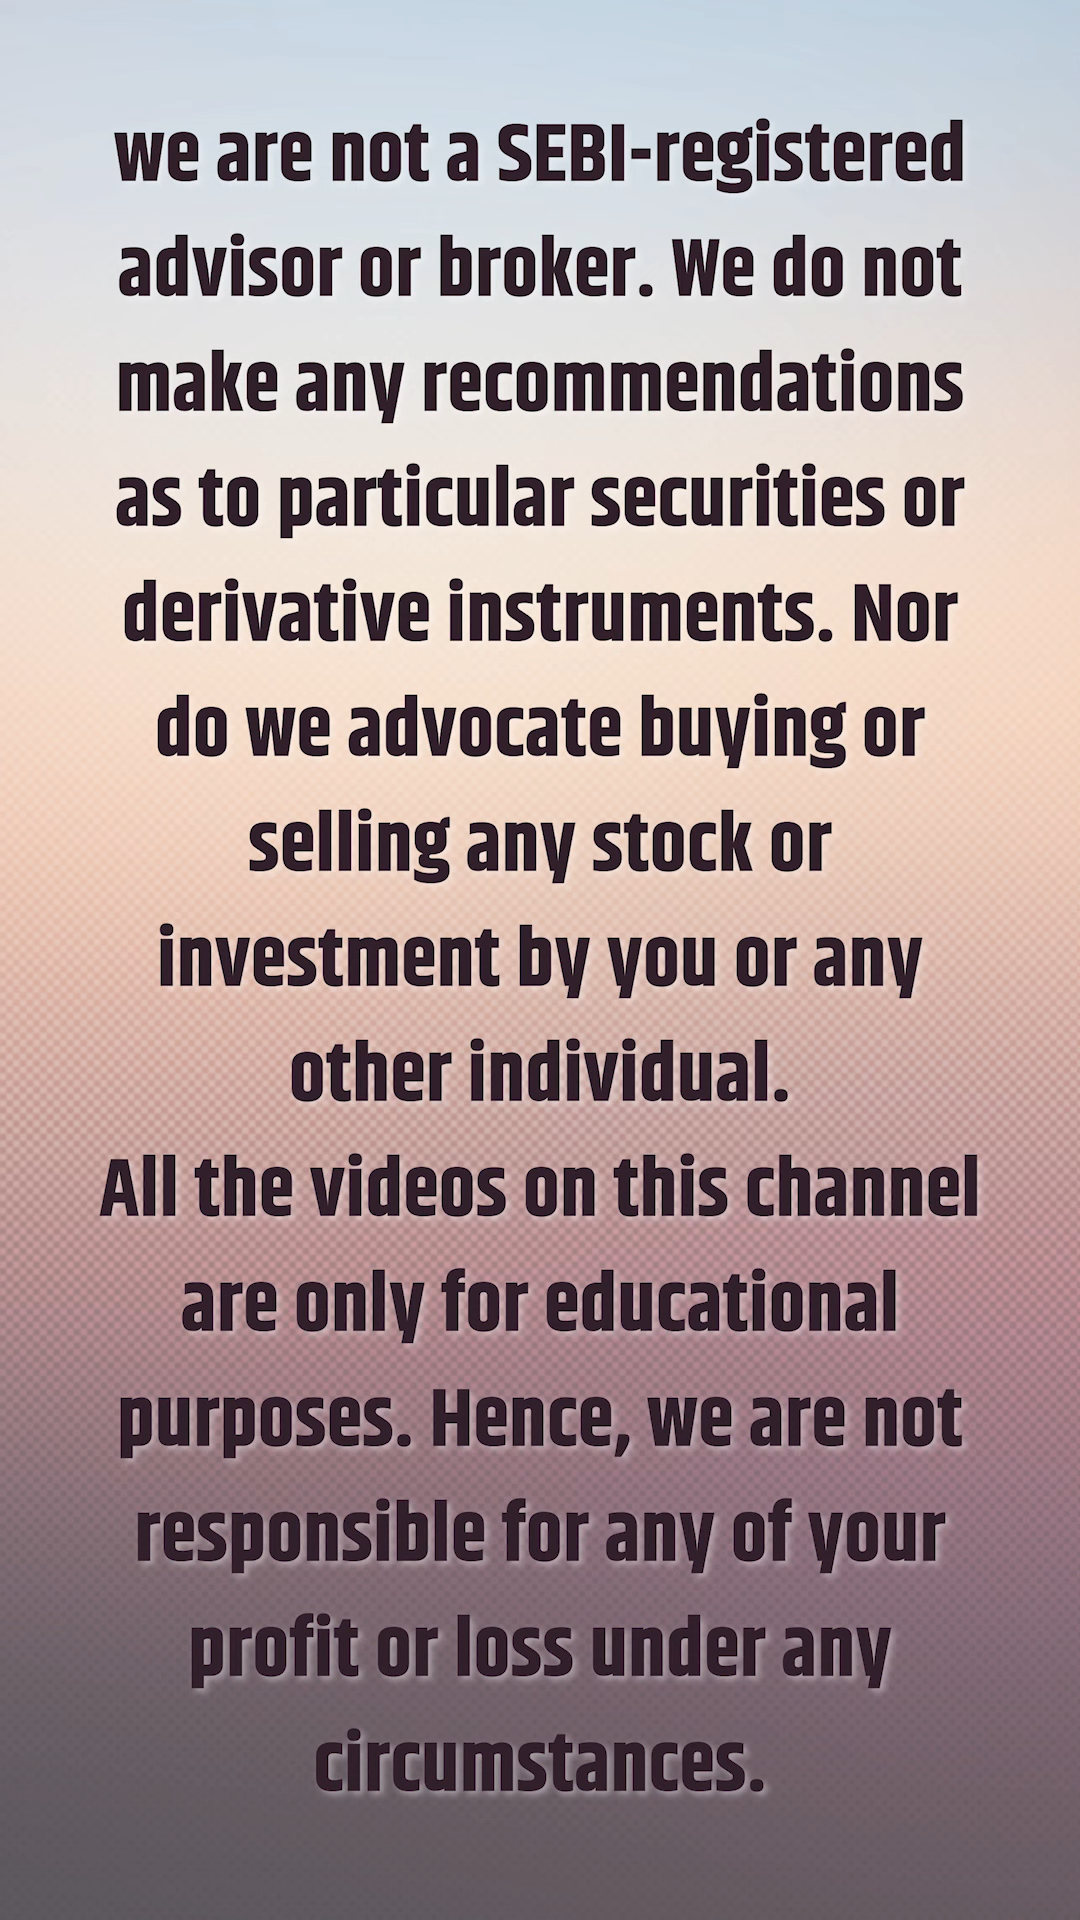 we are not a SEBI-registered
advisor or broker. We do not
make any recommendations
as to particular securities or
derivative instruments. Nor
do we advocate buying or
selling any stock or
investment by you or any
other individual.
All the videos on this channel
are only for educational
purposes. Hence, we are not
responsible for any of your
profit or loss under any
circumstances.